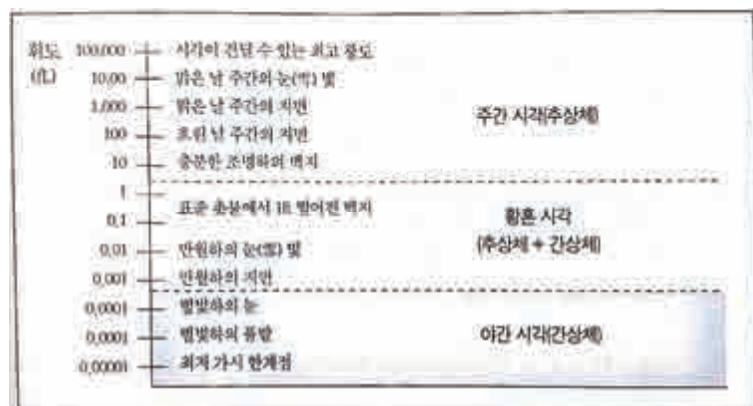 휘도 100,000 시각이 견딜 수 있는 최고 광도
(fL) 10,00 맑은 날 주간의 눈(雪) 빛
1,000 맑은 날 주간의 지면
주간 시각(추상체)
100 흐린 날 주간의 지면
10 충분한 조명하의 백지
1
표준 촛불에서 1ft 떨어진 백지
0.1
황혼 시각
(추상체 + 간상체)
0.01 만월하의 눈(雪) 빛
0.001 만월하의 지면
0.0001 별빛하의 눈
0.0001 별빛하의 풀밭
야간 시각(간상체)
0.00001 최저 가시 한계점